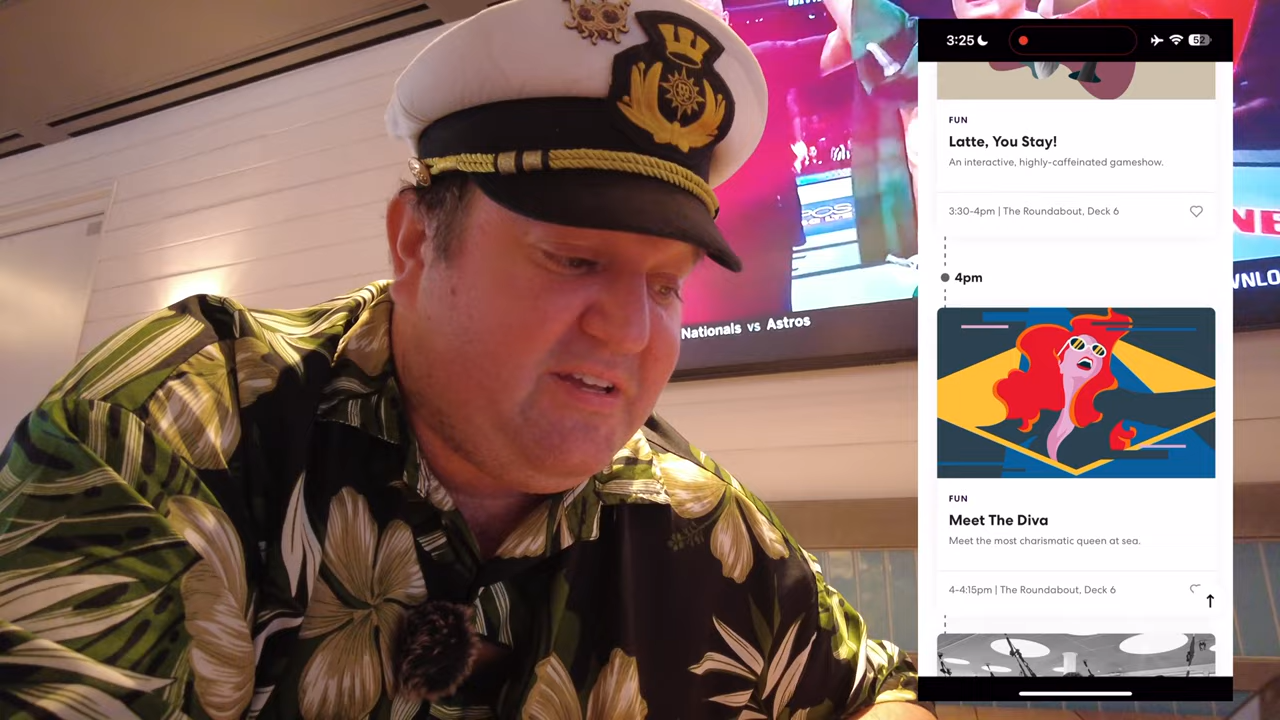 3:25
52
FUN
Latte, You Stay!
An interactive, highly-caffeinated gameshow.
3:30-4pm | The Roundabout, Deck 6
4pm
FUN
Meet The Diva
Meet the most charismatic queen at sea.
4-4:15pm | The Roundabout, Deck 6
Nationals vs Astros